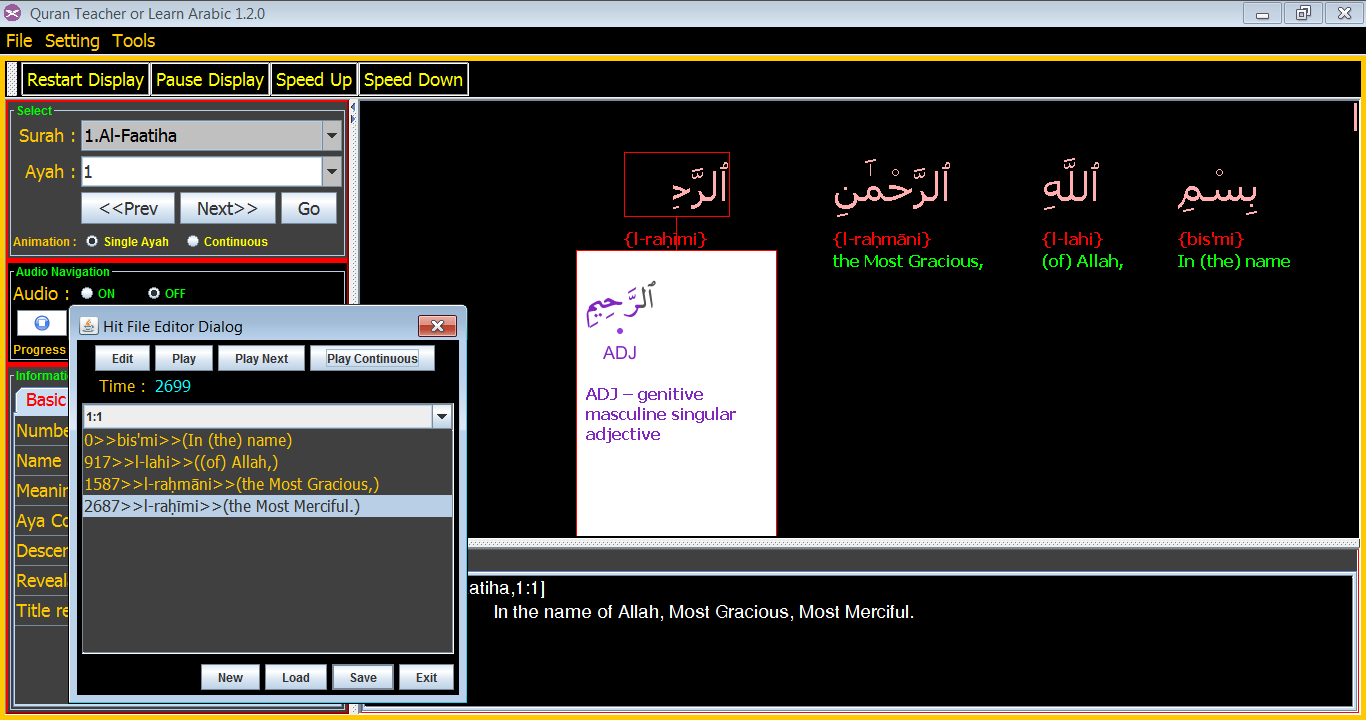 Quran Teacher or Learn Arabic 1.2.0
File Setting Tools
Restart Display Pause Display Speed Up Speed Down
Select
Surah : 1.Al-Faatiha
Ayah : 1
<<Prev Next>> Go
Animation : Single Ayah Continuous
Audio Navigation
Audio : ON OFF
Progress
Informati
Basic
Numbe
Name
Meanin
Aya Co
Descen
Reveal
Title re
Hit File Editor Dialog
Edit Play Play Next Play Continuous
Time : 2699
1:1
0>>bis'mi>>(In (the) name)
917>>l-lahi>>((of) Allah,)
1587>>l-raḥmāni>>(the Most Gracious,)
2687>>l-raḥīmi>>(the Most Merciful.)
New Load Save Exit
بِسْمِ ٱللَّهِ ٱلرَّحْمَٰنِ ٱلرَّحِ
{bis'mi} {l-lahi} {l-raḥmāni} {l-raḥīmi}
In (the) name (of) Allah, the Most Gracious,
ٱلرَّحِيمِ
ADJ
ADJ – genitive
masculine singular
adjective
atiha,1:1]
In the name of Allah, Most Gracious, Most Merciful.